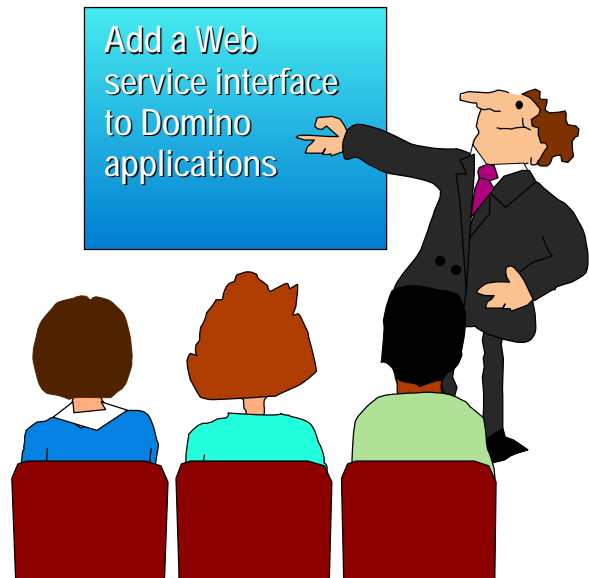 Add a Web
service interface
to Domino
applications